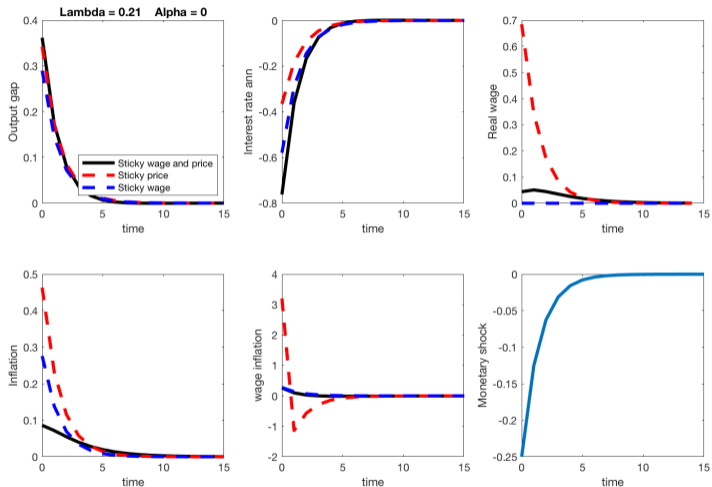 Lambda = 0.21 Alpha = 0
Output gap
0.4
0.3
0.2
0.1
0
0 5 10 15
time
Sticky wage and price
Sticky price
Sticky wage
Interest rate ann
0
-0.2
-0.4
-0.6
-0.8
0 5 10 15
time
Real wage
0.7
0.6
0.5
0.4
0.3
0.2
0.1
0
0 5 10 15
time
Inflation
0.5
0.4
0.3
0.2
0.1
0
0 5 10 15
time
wage inflation
4
3
2
1
0
-1
-2
0 5 10 15
time
Monetary shock
0
-0.05
-0.1
-0.15
-0.2
-0.25
0 5 10 15
time